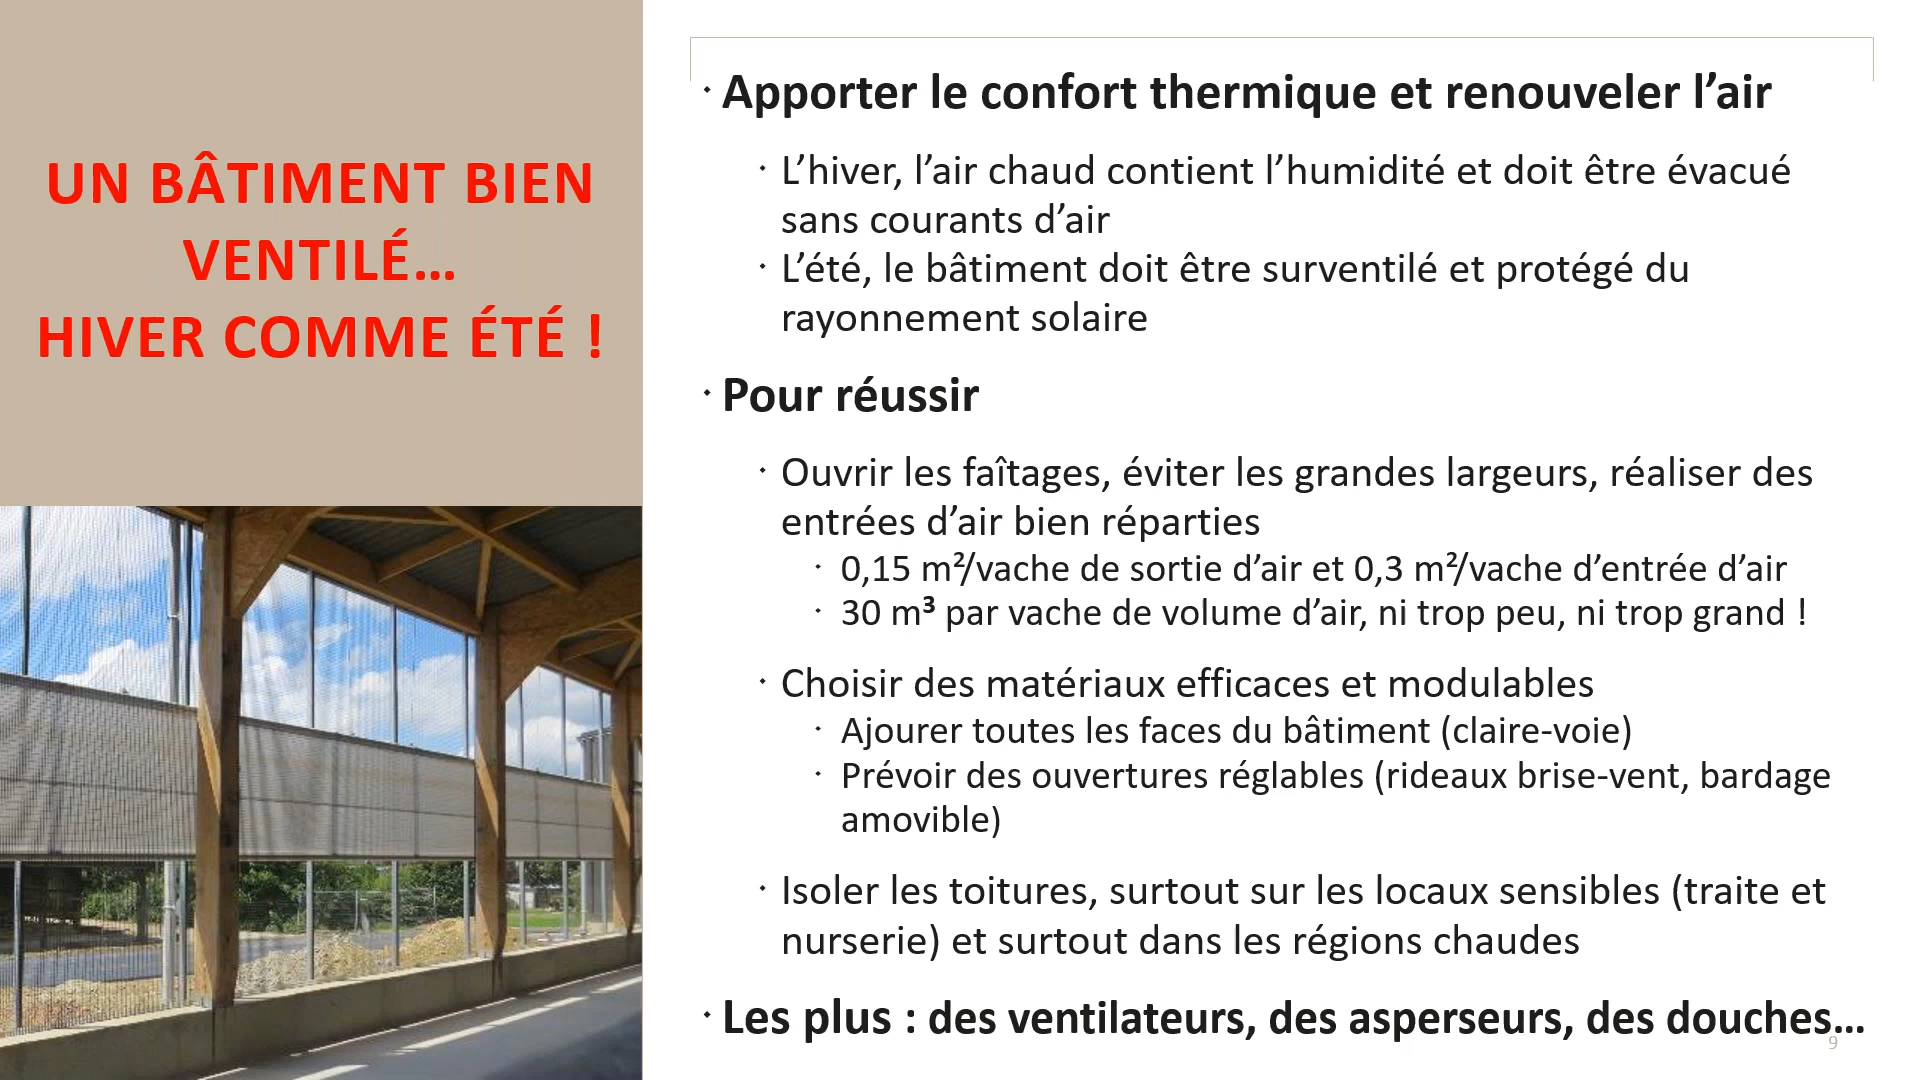 UN BÂTIMENT BIEN
VENTILÉ…
HIVER COMME ÉTÉ !
· Apporter le confort thermique et renouveler l’air
· L’hiver, l’air chaud contient l’humidité et doit être évacué
sans courants d’air
· L’été, le bâtiment doit être surventilé et protégé du
rayonnement solaire
· Pour réussir
· Ouvrir les faîtages, éviter les grandes largeurs, réaliser des
entrées d’air bien réparties
· 0,15 m²/vache de sortie d’air et 0,3 m²/vache d’entrée d’air
· 30 m³ par vache de volume d’air, ni trop peu, ni trop grand !
· Choisir des matériaux efficaces et modulables
· Ajourer toutes les faces du bâtiment (claire-voie)
· Prévoir des ouvertures réglables (rideaux brise-vent, bardage
amovible)
· Isoler les toitures, surtout sur les locaux sensibles (traite et
nurserie) et surtout dans les régions chaudes
· Les plus : des ventilateurs, des asperseurs, des douches…
9